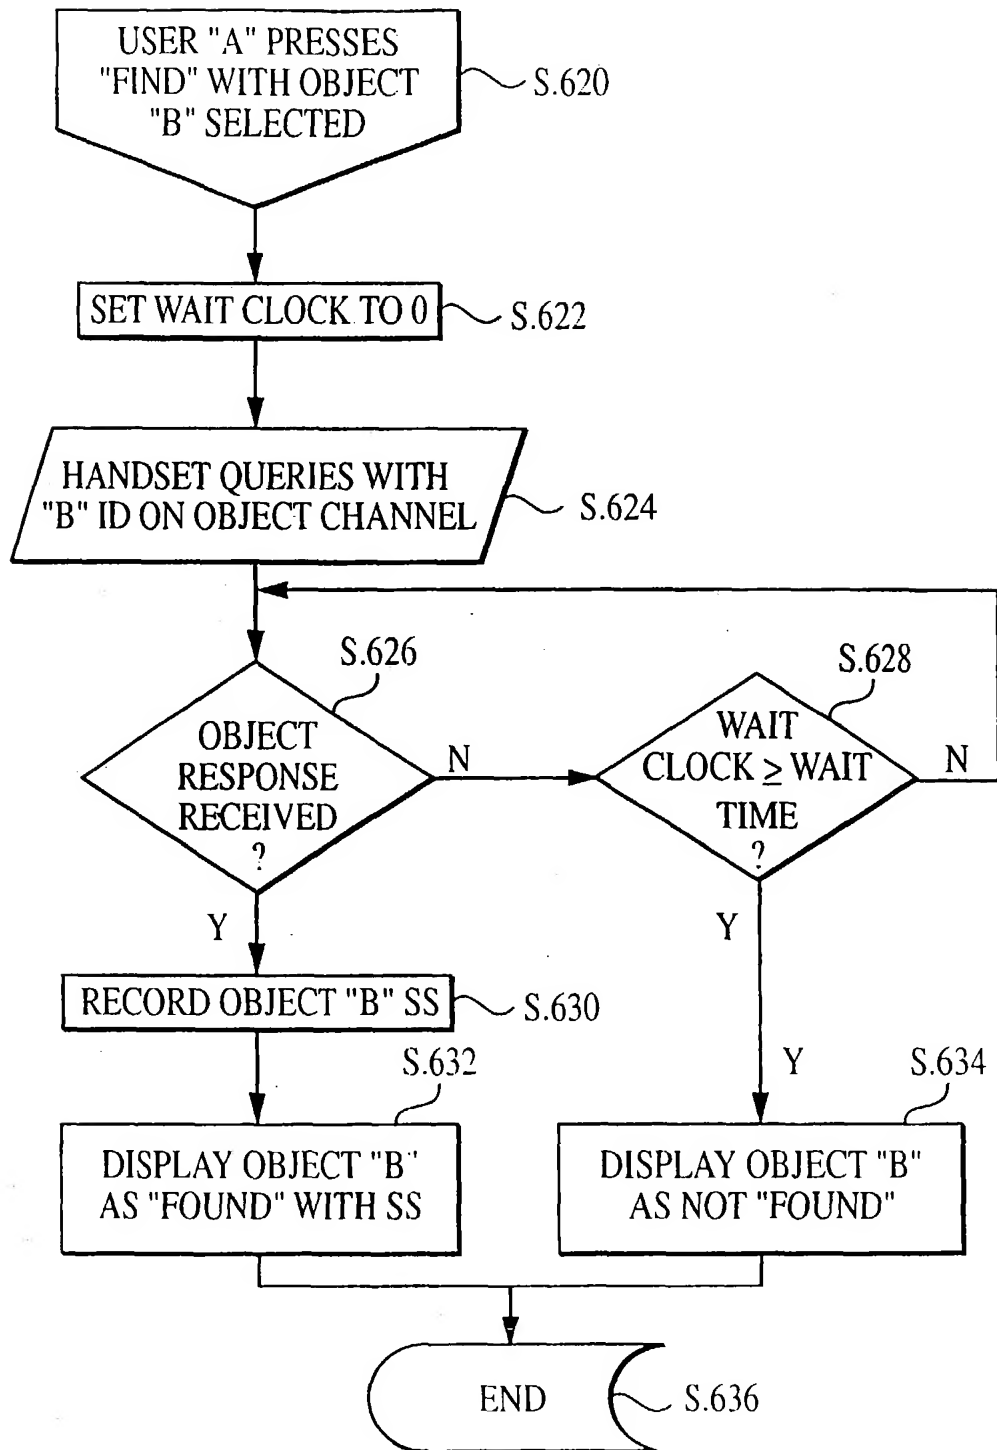 USER "A" PRESSES
"FIND" WITH OBJECT
"B" SELECTED
S.620
SET WAIT CLOCK TO 0
S.622
HANDSET QUERIES WITH
"B" ID ON OBJECT CHANNEL
S.624
S.626
OBJECT
RESPONSE
RECEIVED
?
N
S.628
WAIT
CLOCK ≥ WAIT
TIME
?
N
Y
Y
RECORD OBJECT "B" SS
S.630
S.632
DISPLAY OBJECT "B"
AS "FOUND" WITH SS
Y
S.634
DISPLAY OBJECT "B"
AS NOT "FOUND"
END
S.636